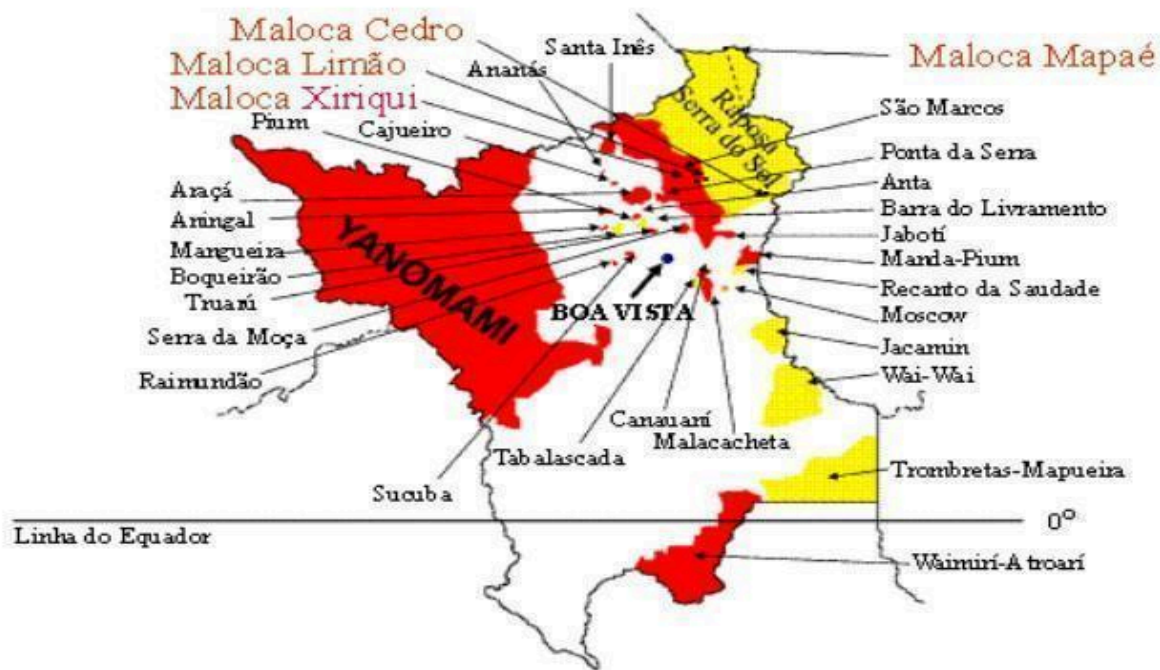 Maloca Cedro
Santa Inês
Maloca Mapaé
Maloca Limão
Ananás
Maloca Xiriqui
Pium
Cajueiro
Raposa
Serra do Sol
São Marcos
Ponta da Serra
Araçá
Anta
Aningal
Barra do Livramento
Mangueira
Jabotí
Boqueirão
Manda-Pium
Truarú
Recanto da Saudade
YANOMAMI
BOA VISTA
Moscow
Serra da Moça
Jacamin
Raimundão
Wai-Wai
Canauaní
Malacacheta
Tabalascada
Trombretas-Mapueira
Sucuba
Linha do Equador
0º
Waimirí-Atroarí